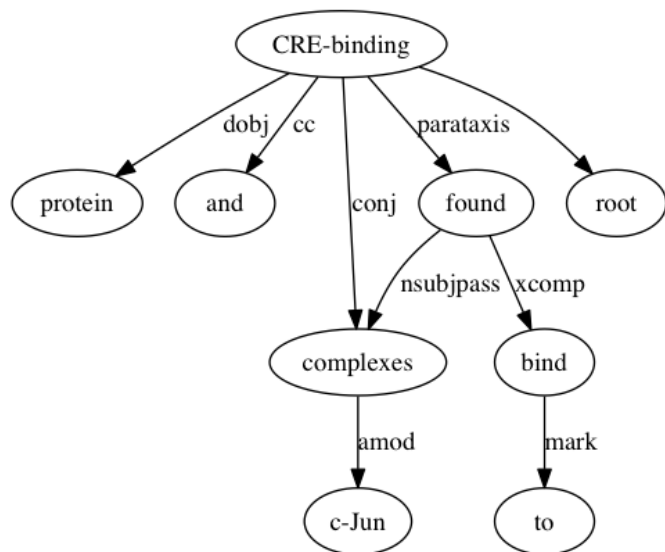 CRE-binding
dobj cc parataxis
protein and conj found root
nsubjpass xcomp
complexes bind
amod mark
c-Jun to